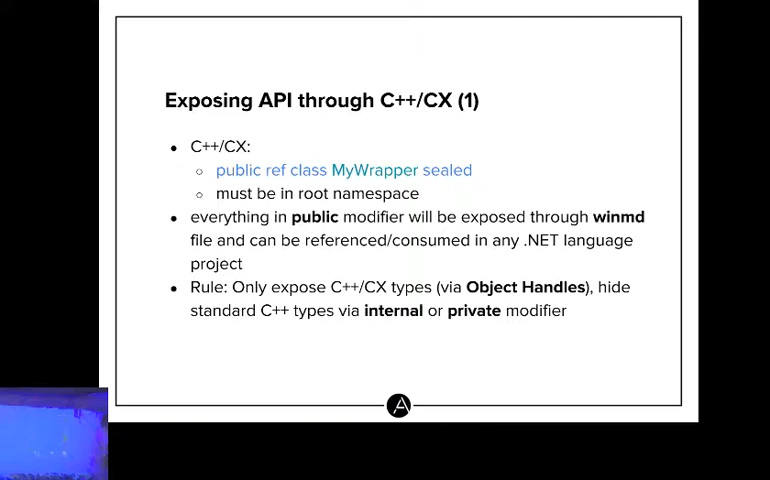 Exposing API through C++/CX (1)
● C++/CX:
○ public ref class MyWrapper sealed
○ must be in root namespace
● everything in public modifier will be exposed through winmd
file and can be referenced/consumed in any .NET language
project
● Rule: Only expose C++/CX types (via Object Handles), hide
standard C++ types via internal or private modifier